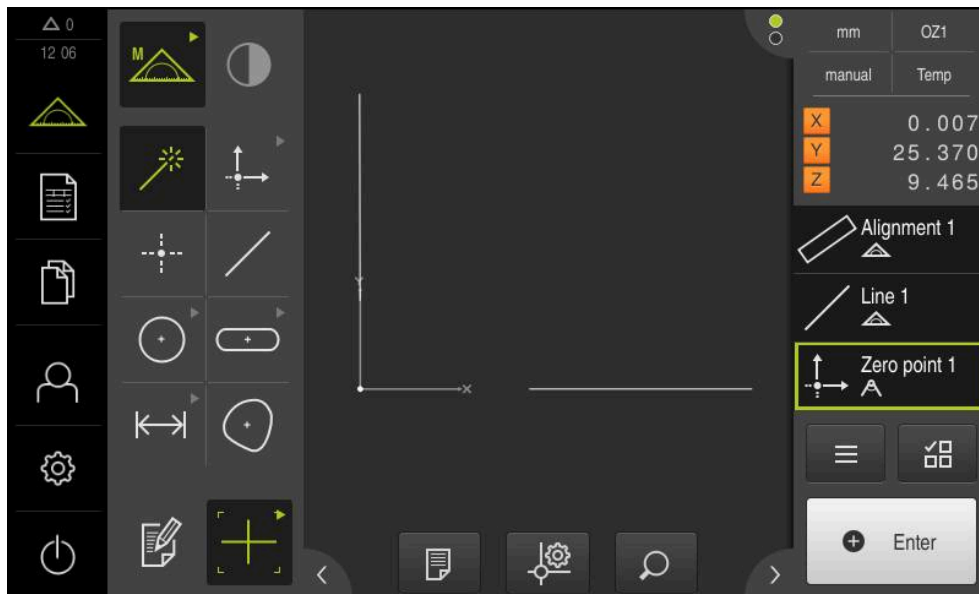 0
12 06
M
mm
OZ1
manual
Temp
X 0.007
Y 25.370
Z 9.465
Alignment 1
Line 1
Zero point 1
Y
X
Enter